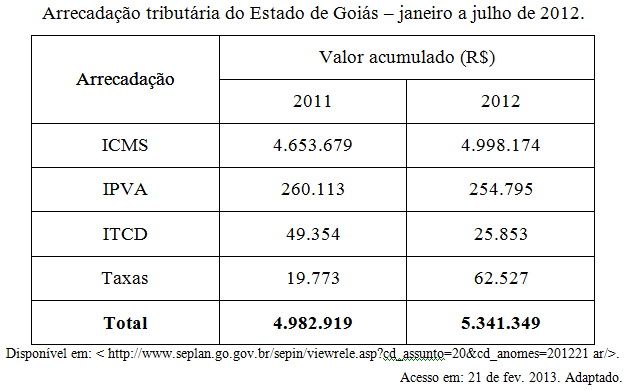 Arrecadação tributária do Estado de Goiás – janeiro a julho de 2012.
Arrecadação
Valor acumulado (R$)
2011 2012
ICMS 4.653.679 4.998.174
IPVA 260.113 254.795
ITCD 49.354 25.853
Taxas 19.773 62.527
Total 4.982.919 5.341.349
Disponível em: < http://www.seplan.go.gov.br/sepin/viewrele.asp?cd_assunto=20&cd_anomes=201221 ar/>.
Acesso em: 21 de fev. 2013. Adaptado.